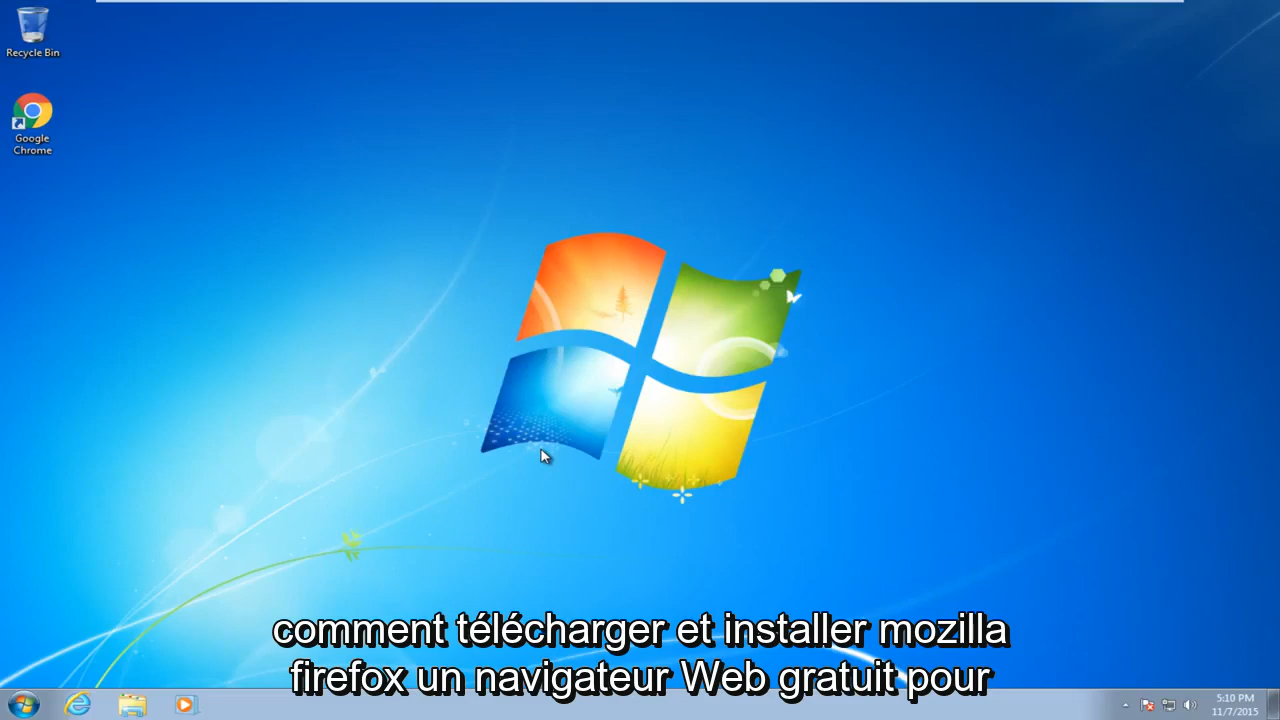 Recycle Bin
Google
Chrome
comment télécharger et installer mozilla
firefox un navigateur Web gratuit pour
5:10 PM
11/7/2015